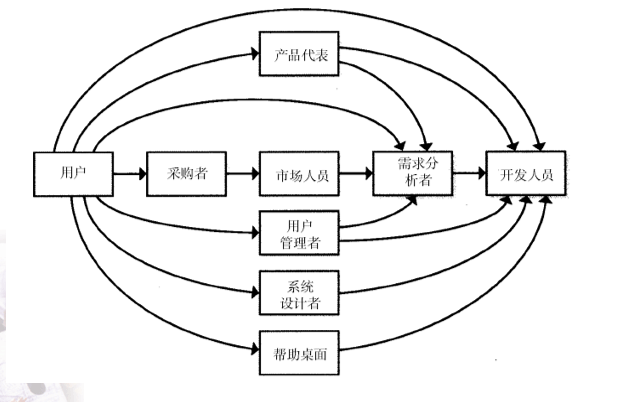 产品代表
用户
采购者
市场人员
需求分
析者
开发人员
用户
管理者
系统
设计者
帮助桌面